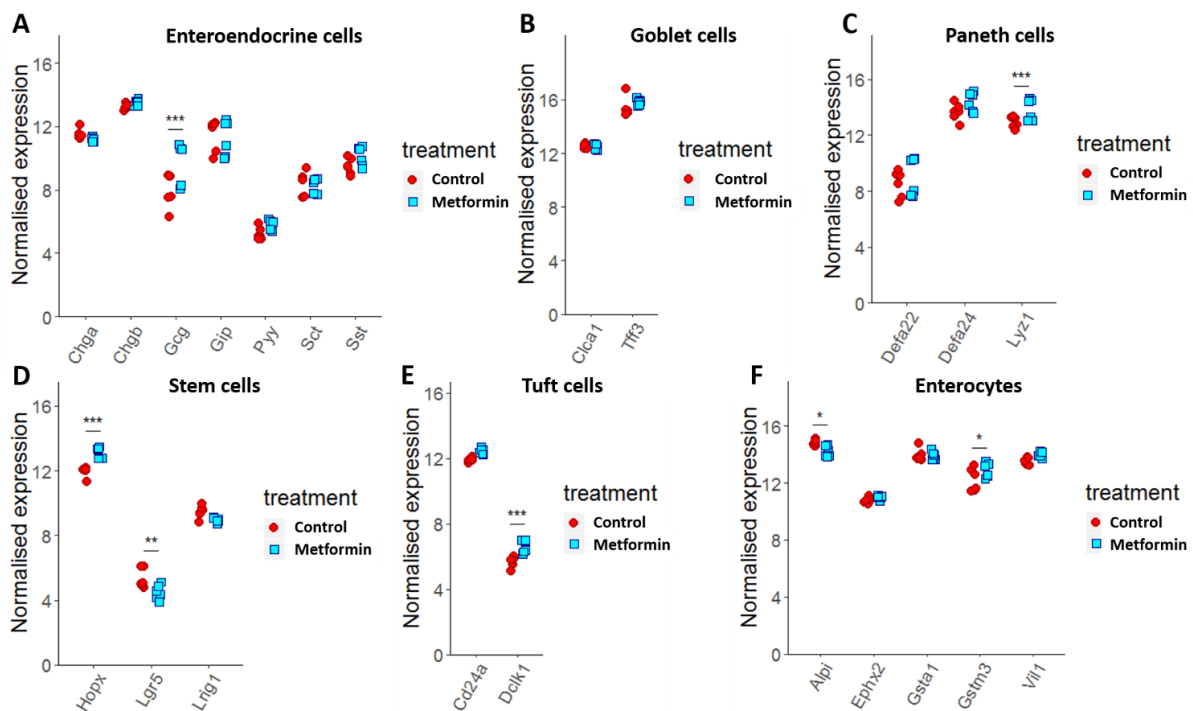 A
Enteroendocrine cells
Normalised expression
16
12
8
4
0
***
Chga
Chgb
Gcg
Gip
Pyy
Sct
Sst
treatment
Control
Metformin
B
Goblet cells
Normalised expression
16
12
8
4
0
Clca1
Tff3
treatment
Control
Metformin
C
Paneth cells
Normalised expression
16
12
8
4
0
***
Defa22
Defa24
Lyz1
treatment
Control
Metformin
D
Stem cells
Normalised expression
16
12
8
4
0
***
**
Hopx
Lgr5
Lrig1
treatment
Control
Metformin
E
Tuft cells
Normalised expression
16
12
8
4
0
***
Cd24a
Dclk1
treatment
Control
Metformin
F
Enterocytes
Normalised expression
16
12
8
4
0
*
*
Alpi
Ephx2
Gsta1
Gstm3
Vil1
treatment
Control
Metformin